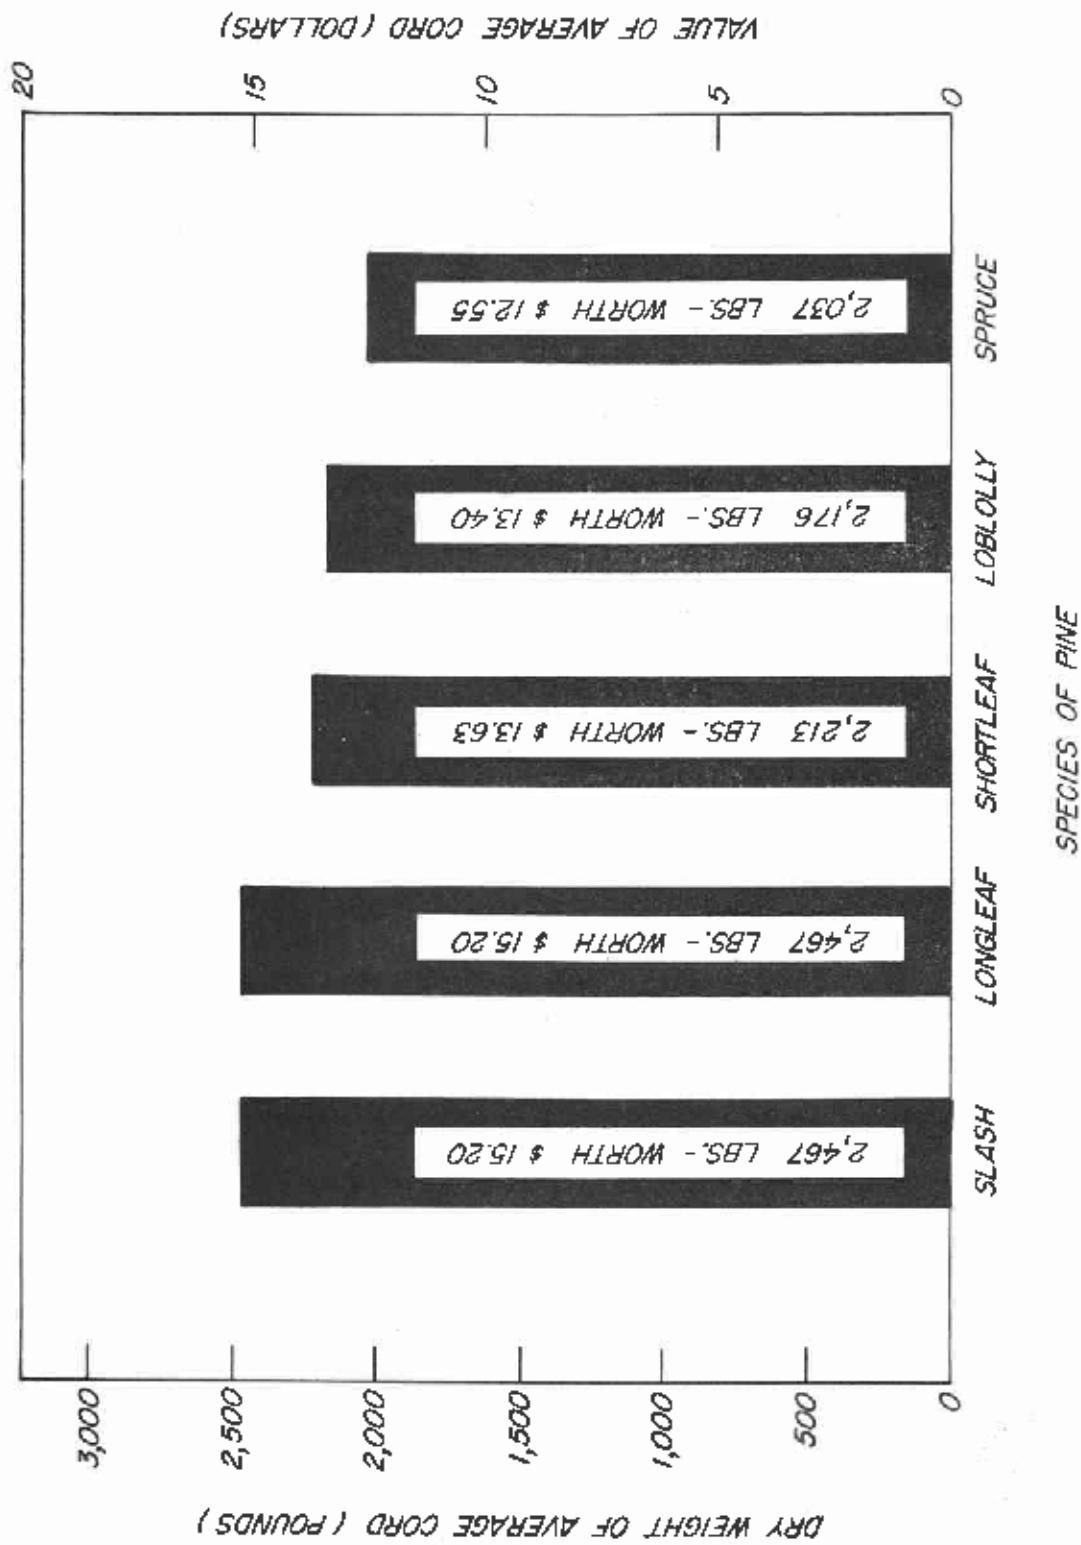 DRY WEIGHT OF AVERAGE CORD (POUNDS)
3,000
2,500
2,000
1,500
1,000
500
0
2,467 LBS.- WORTH $ 15.20
2,467 LBS.- WORTH $ 15.20
2,213 LBS.- WORTH $ 13.63
2,176 LBS.- WORTH $ 13.40
2,037 LBS.- WORTH $ 12.55
SLASH
LONGLEAF
SHORTLEAF
LOBLOLLY
SPRUCE
SPECIES OF PINE
20
15
10
5
0
VALUE OF AVERAGE CORD (DOLLARS)